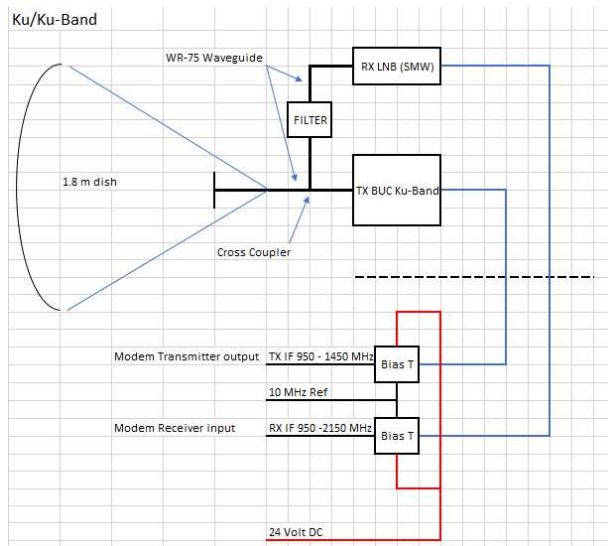 Ku/Ku-Band
WR-75 Waveguide
RX LNB (SMW)
FILTER
1.8 m dish
TX BUC Ku-Band
Cross Coupler
Modem Transmitter output
TX IF 950 - 1450 MHz
Bias T
10 MHz Ref
Modem Receiver input
RX IF 950 -2150 MHz
Bias T
24 Volt DC